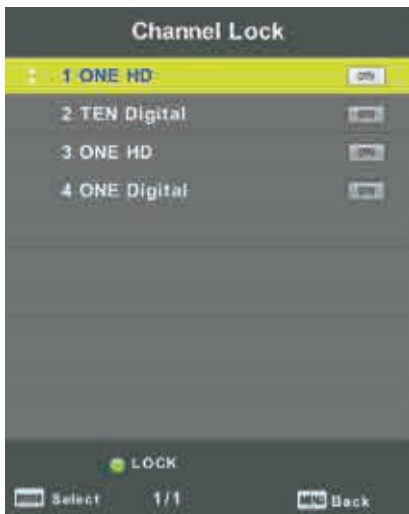 Channel Lock
1 ONE HD
2 TEN Digital
3 ONE HD
4 ONE Digital
LOCK
Select 1/1 Back